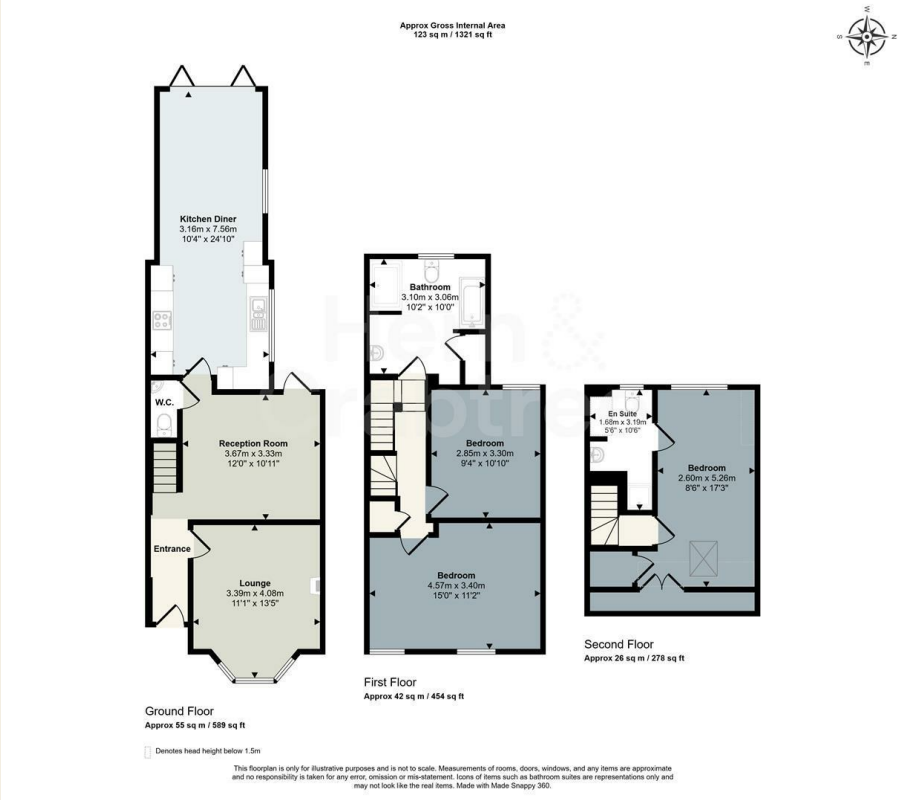 Approx Gross Internal Area
123 sq m / 1321 sq ft
W
S
N
E
Kitchen Diner
3.16m x 7.56m
10'4" x 24'10"
W.C.
Reception Room
3.67m x 3.33m
12'0" x 10'11"
Entrance
Lounge
3.39m x 4.08m
11'1" x 13'5"
Ground Floor
Approx 55 sq m / 589 sq ft
Bathroom
3.10m x 3.06m
10'2" x 10'0"
Bedroom
2.85m x 3.30m
9'4" x 10'10"
Bedroom
4.57m x 3.40m
15'0" x 11'2"
First Floor
Approx 42 sq m / 454 sq ft
En Suite
1.68m x 3.19m
5'6" x 10'6"
Bedroom
2.60m x 5.26m
8'6" x 17'3"
Second Floor
Approx 26 sq m / 278 sq ft
Denotes head height below 1.5m
This floorplan is only for illustrative purposes and is not to scale. Measurements of rooms, doors, windows, and any items are approximate
and no responsibility is taken for any error, omission or mis-statement. Icons of items such as bathroom suites are representations only and
may not look like the real items. Made with Made Snappy 360.